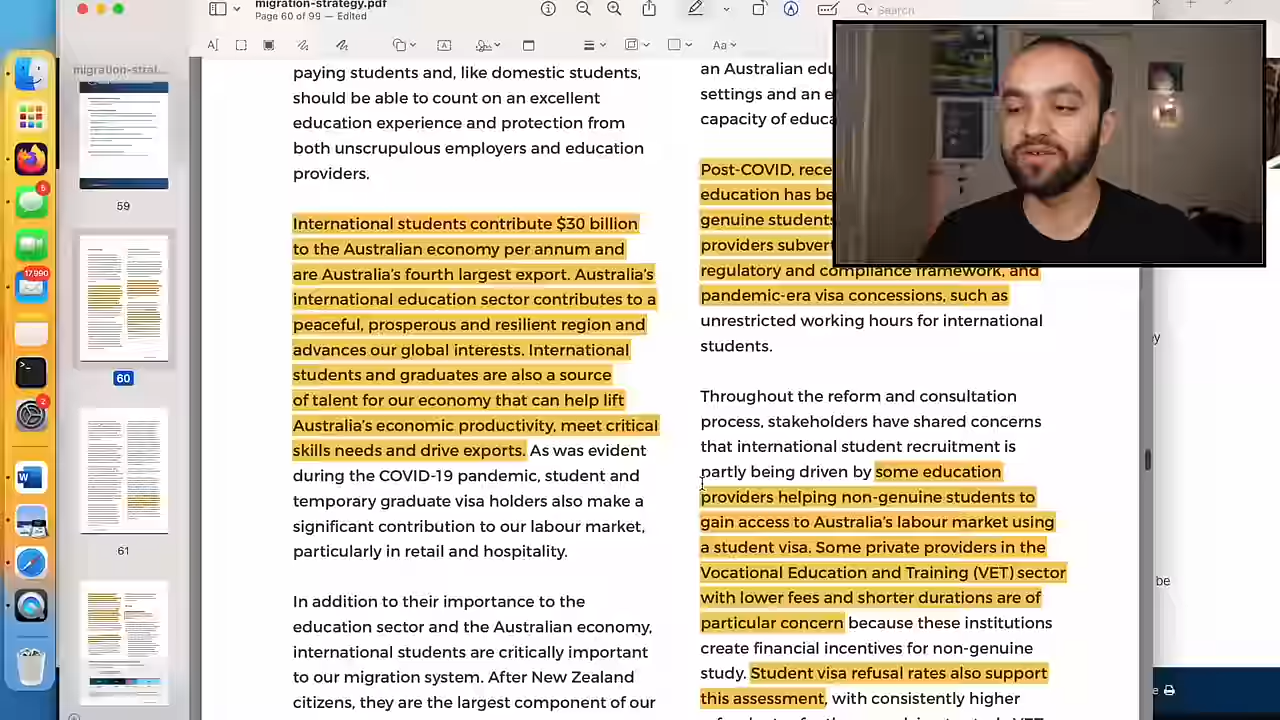 migration-strategy.pdf
Page 60 of 99 — Edited
Search
Aa
migration-strat...
59
60
61
5
17,990
2
paying students and, like domestic students,
should be able to count on an excellent
education experience and protection from
both unscrupulous employers and education
providers.
International students contribute $30 billion
to the Australian economy per annum and
are Australia's fourth largest export. Australia's
international education sector contributes to a
peaceful, prosperous and resilient region and
advances our global interests. International
students and graduates are also a source
of talent for our economy that can help lift
Australia's economic productivity, meet critical
skills needs and drive exports. As was evident
during the COVID-19 pandemic, student and
temporary graduate visa holders also make a
significant contribution to our labour market,
particularly in retail and hospitality.
In addition to their importance to the
education sector and the Australian economy,
international students are critically important
to our migration system. After New Zealand
citizens, they are the largest component of our
an Australian edu
settings and an e
capacity of educa
Post-COVID, rece
education has be
genuine students
providers subvert
regulatory and compliance framework, and
pandemic-era visa concessions, such as
unrestricted working hours for international
students.
Throughout the reform and consultation
process, stakeholders have shared concerns
that international student recruitment is
partly being driven by some education
providers helping non-genuine students to
gain access to Australia's labour market using
a student visa. Some private providers in the
Vocational Education and Training (VET) sector
with lower fees and shorter durations are of
particular concern because these institutions
create financial incentives for non-genuine
study. Student visa refusal rates also support
this assessment, with consistently higher
be